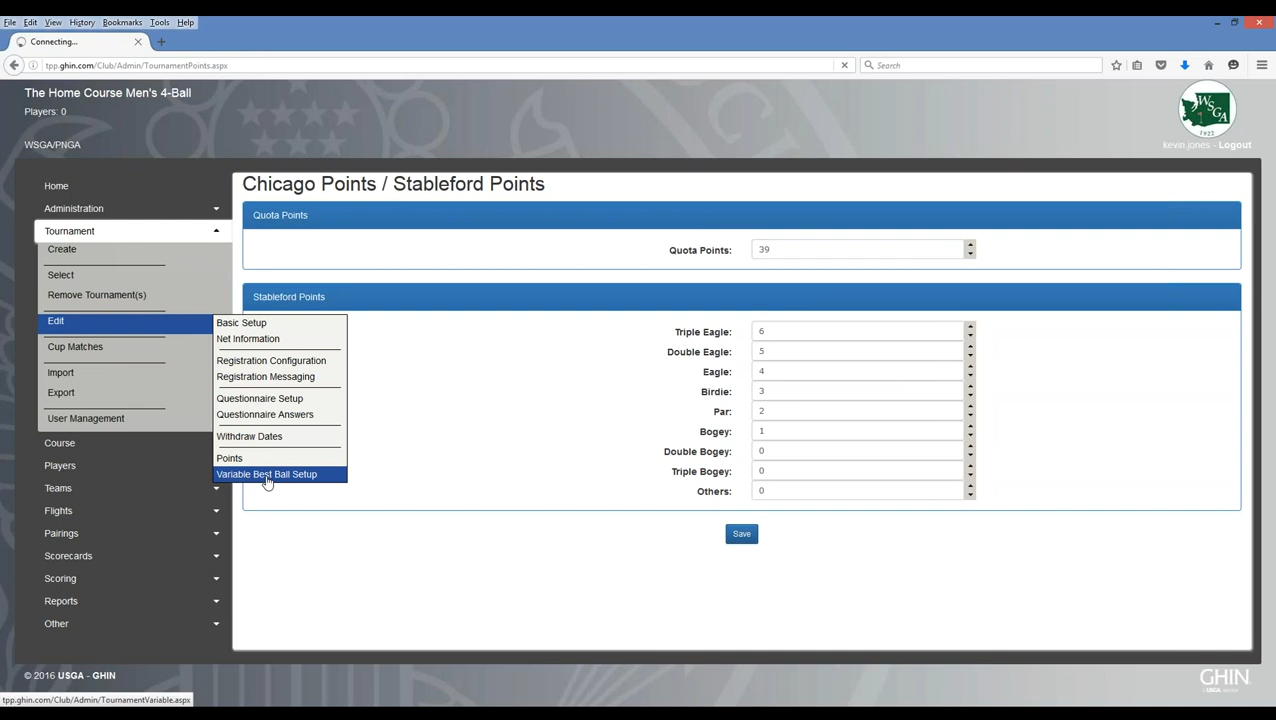 File Edit View History Bookmarks Tools Help
Connecting...
tpp.ghin.com/Club/Admin/TournamentPoints.aspx
Search
The Home Course Men's 4-Ball
Players: 0
WSGA/PNGA
WSGA
1922
kevin.jones - Logout
Home
Administration
Tournament
Create
Select
Remove Tournament(s)
Edit
Cup Matches
Import
Export
User Management
Course
Players
Teams
Flights
Pairings
Scorecards
Scoring
Reports
Other
Basic Setup
Net Information
Registration Configuration
Registration Messaging
Questionnaire Setup
Questionnaire Answers
Withdraw Dates
Points
Variable Best Ball Setup
Chicago Points / Stableford Points
Quota Points
Quota Points: 39
Stableford Points
Triple Eagle: 6
Double Eagle: 5
Eagle: 4
Birdie: 3
Par: 2
Bogey: 1
Double Bogey: 0
Triple Bogey: 0
Others: 0
Save
© 2016 USGA - GHIN
GHIN
tpp.ghin.com/Club/Admin/TournamentVariable.aspx